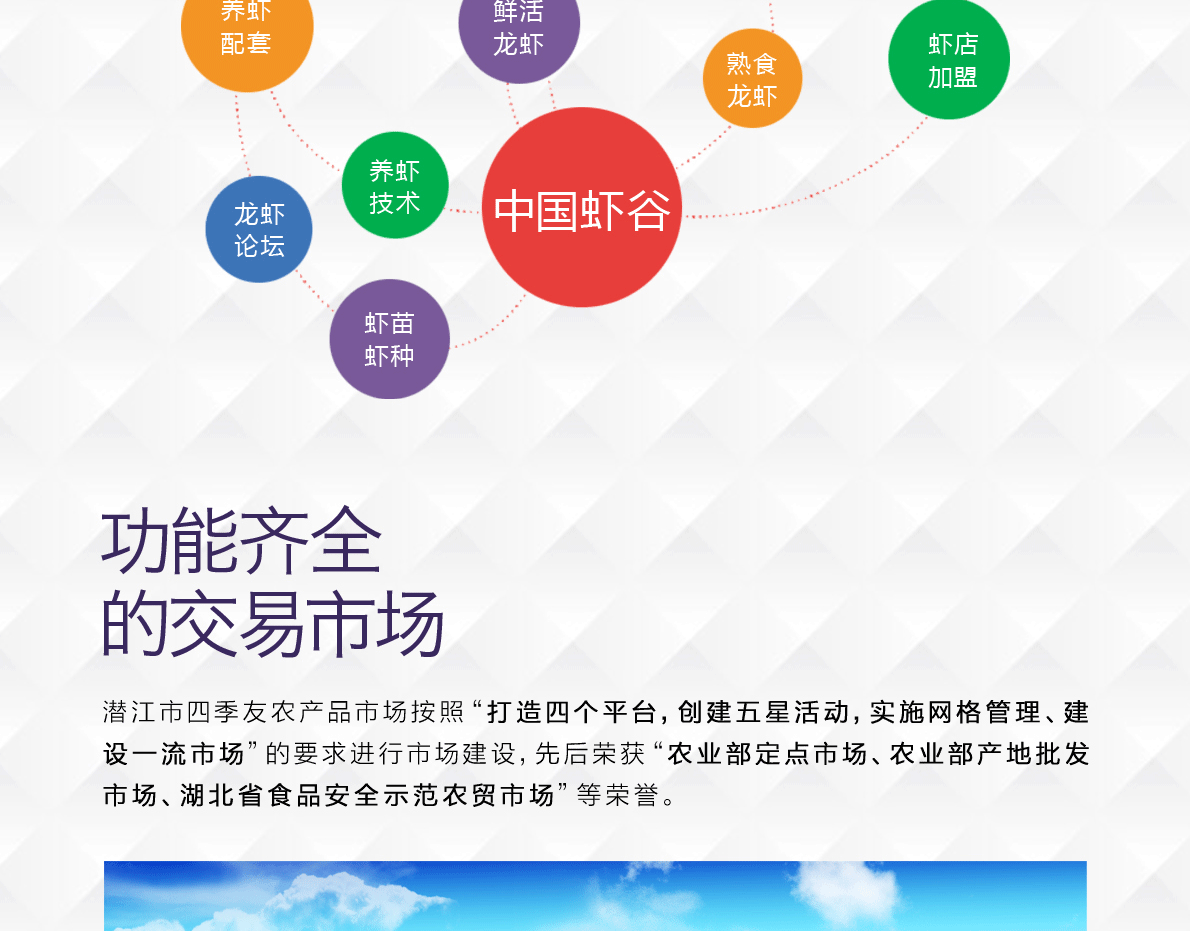 养虾
配套
鲜活
龙虾
熟食
龙虾
虾店
加盟
养虾
技术
中国虾谷
龙虾
论坛
虾苗
虾种
功能齐全
的交易市场
潜江市四季友农产品市场按照“打造四个平台,创建五星活动,实施网格管理、建
设一流市场”的要求进行市场建设,先后荣获“农业部定点市场、农业部产地批发
市场、湖北省食品安全示范农贸市场”等荣誉。